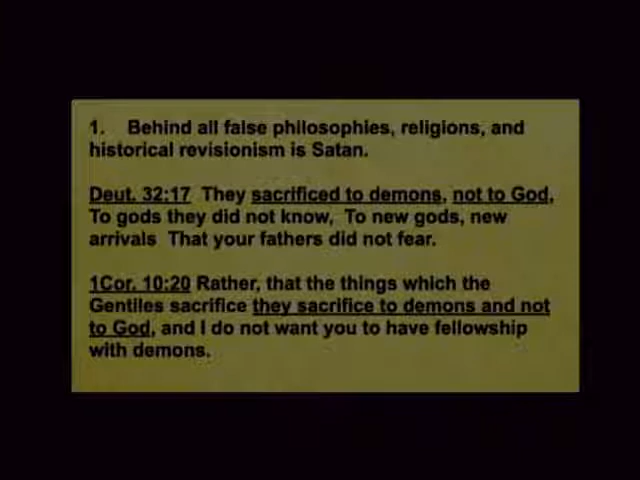 1. Behind all false philosophies, religions, and
historical revisionism is Satan.
Deut. 32:17 They sacrificed to demons, not to God,
To gods they did not know, To new gods, new
arrivals That your fathers did not fear.
1Cor. 10:20 Rather, that the things which the
Gentiles sacrifice they sacrifice to demons and not
to God, and I do not want you to have fellowship
with demons.